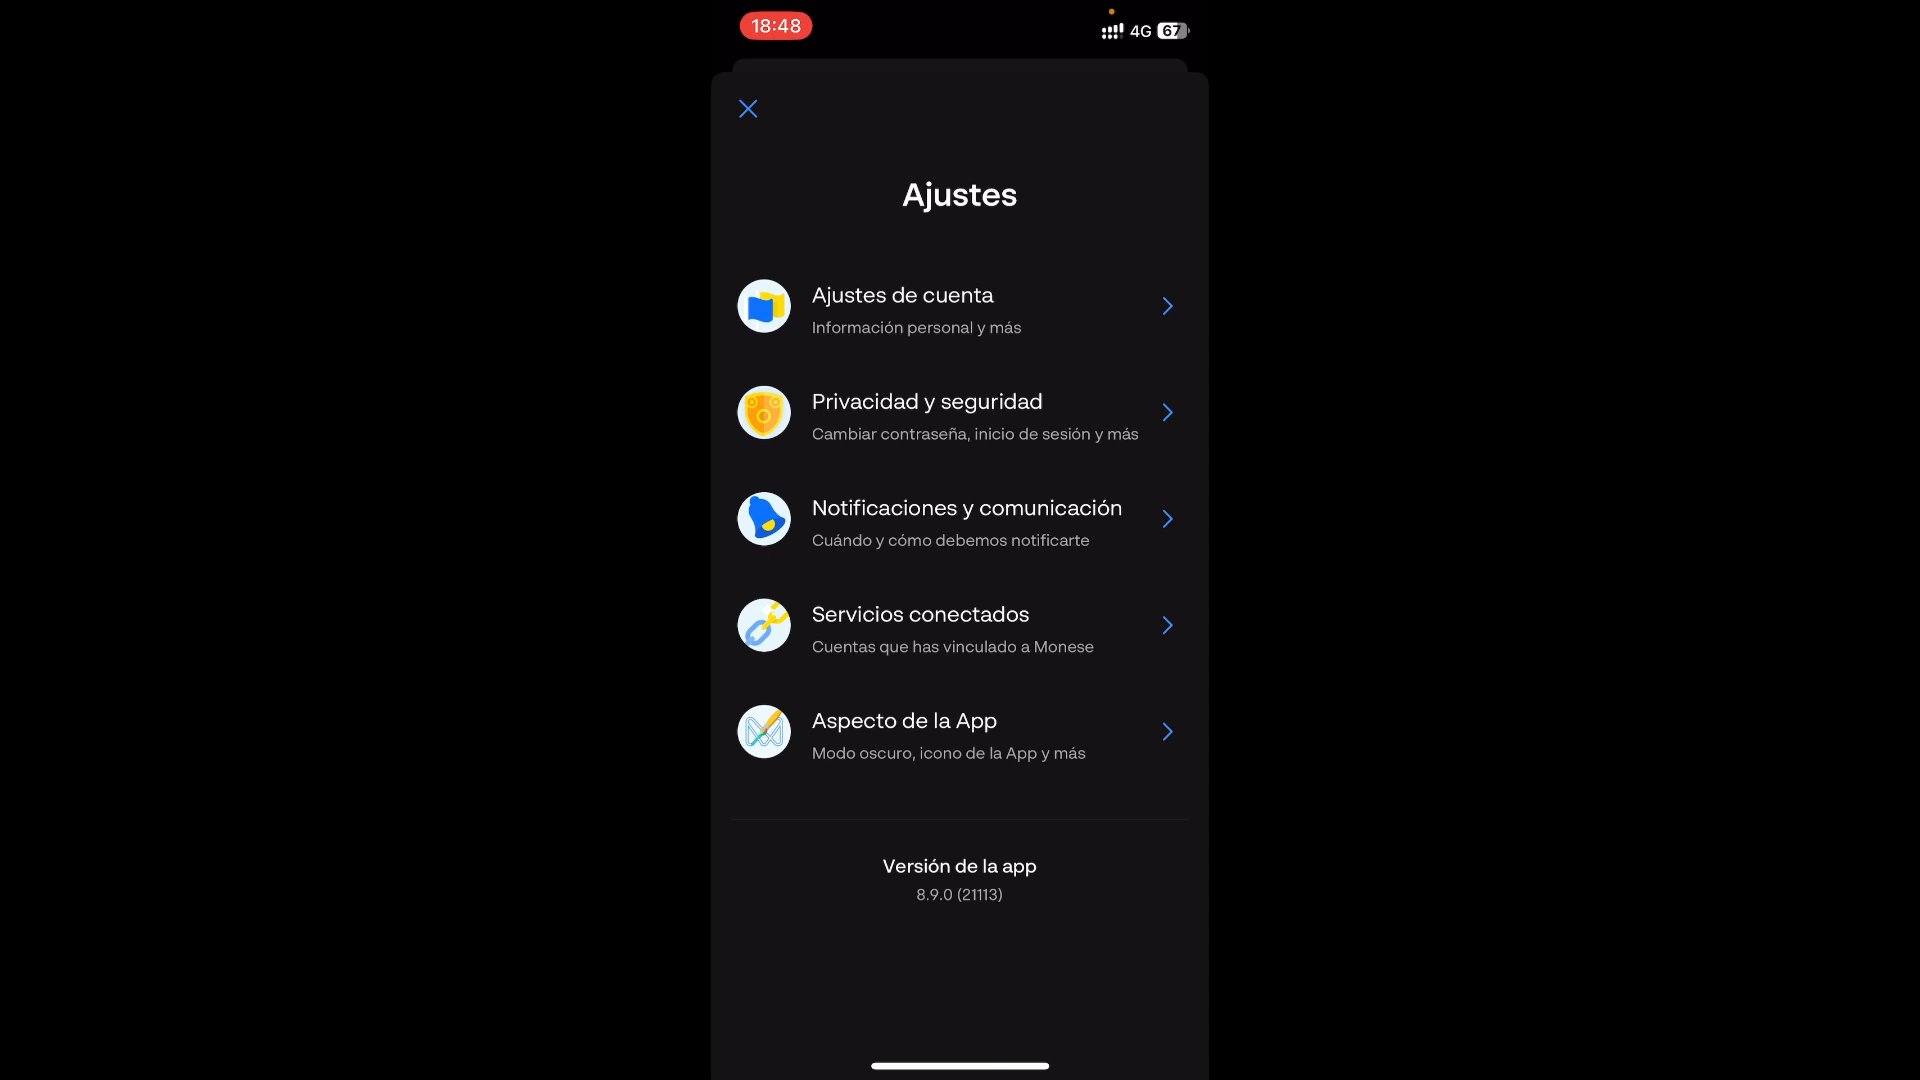 18:48
4G 67
Ajustes
Ajustes de cuenta
Información personal y más
Privacidad y seguridad
Cambiar contraseña, inicio de sesión y más
Notificaciones y comunicación
Cuándo y cómo debemos notificarte
Servicios conectados
Cuentas que has vinculado a Monese
Aspecto de la App
Modo oscuro, icono de la App y más
Versión de la app
8.9.0 (21113)